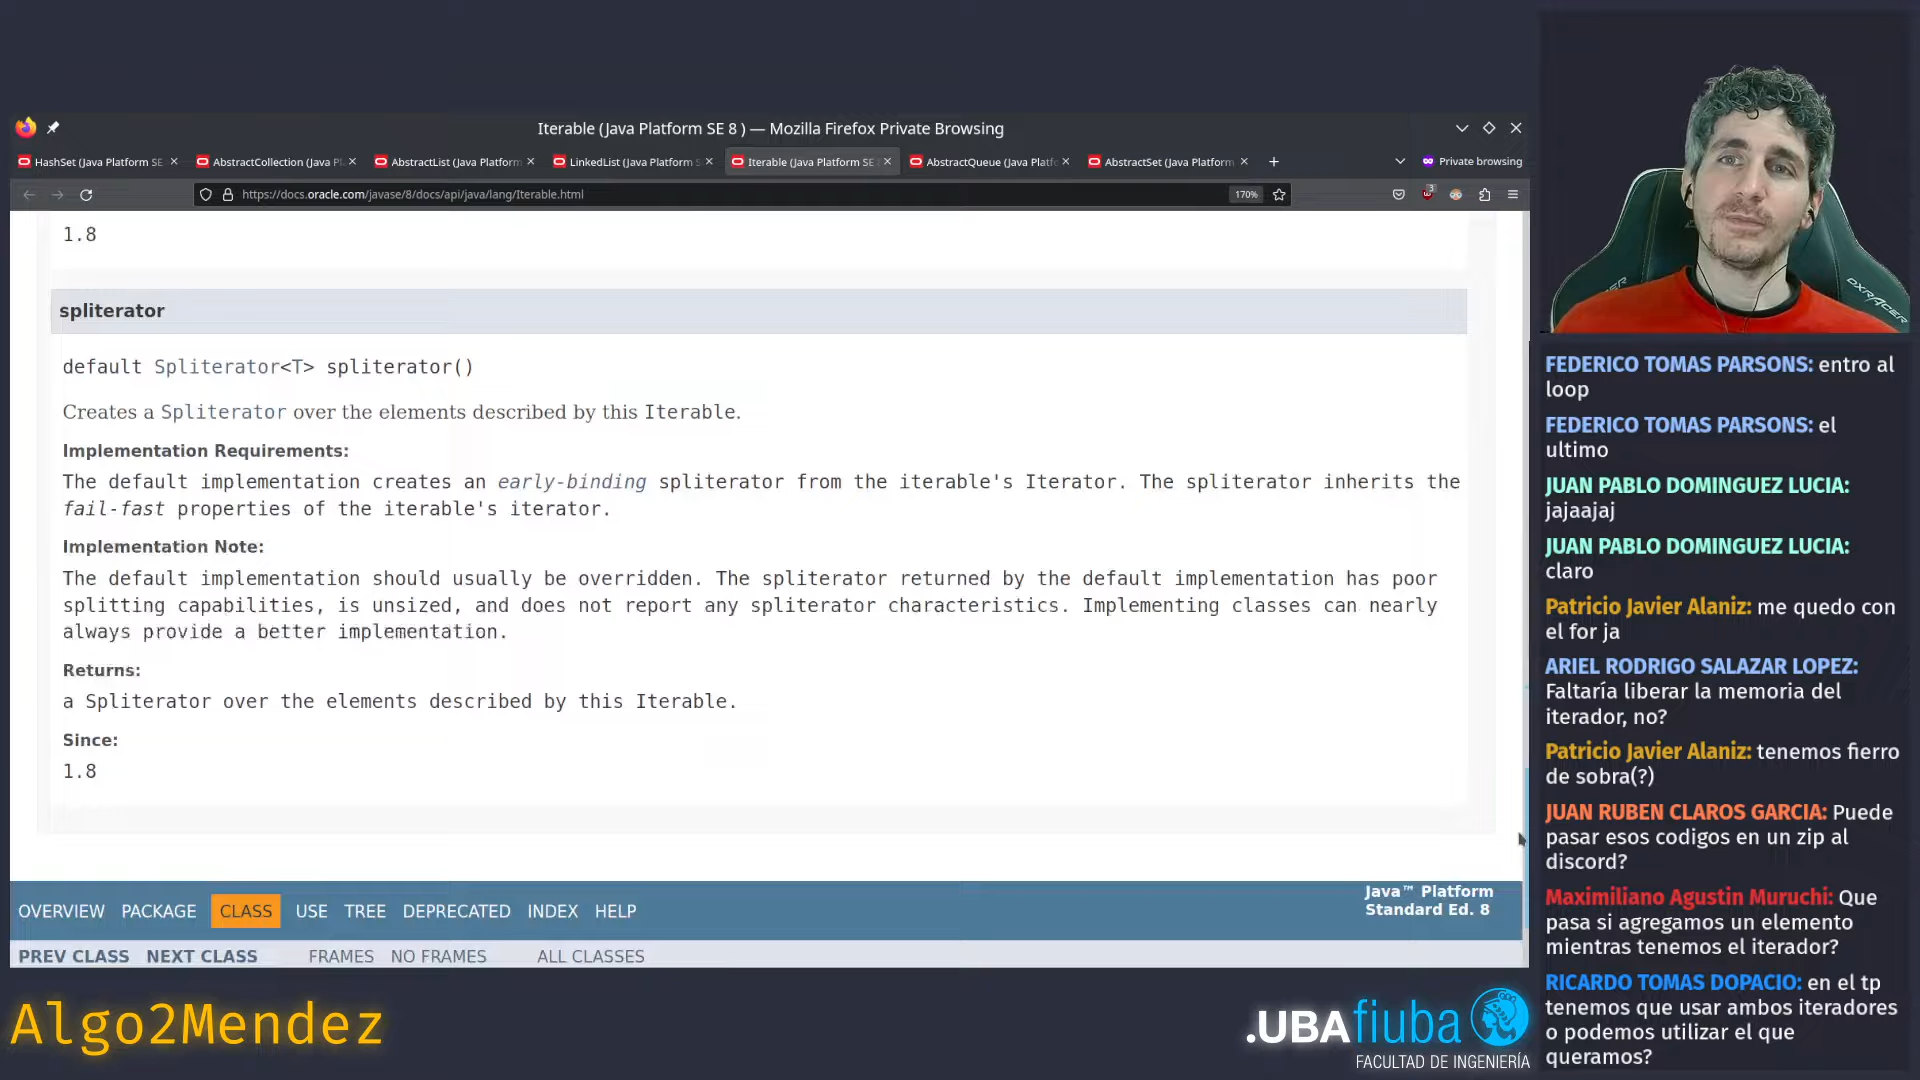 Iterable (Java Platform SE 8 ) — Mozilla Firefox Private Browsing
HashSet (Java Platform SE
AbstractCollection (Java Pl
AbstractList (Java Platform
LinkedList (Java Platform S
Iterable (Java Platform SE
AbstractQueue (Java Platfo
AbstractSet (Java Platform
Private browsing
https://docs.oracle.com/javase/8/docs/api/java/lang/Iterable.html
170%
3
1.8
spliterator
default Spliterator<T> spliterator()
Creates a Spliterator over the elements described by this Iterable.
Implementation Requirements:
The default implementation creates an early-binding spliterator from the iterable's Iterator. The spliterator inherits the
fail-fast properties of the iterable's iterator.
Implementation Note:
The default implementation should usually be overridden. The spliterator returned by the default implementation has poor
splitting capabilities, is unsized, and does not report any spliterator characteristics. Implementing classes can nearly
always provide a better implementation.
Returns:
a Spliterator over the elements described by this Iterable.
Since:
1.8
OVERVIEW PACKAGE CLASS USE TREE DEPRECATED INDEX HELP
Java™ Platform
Standard Ed. 8
PREV CLASS NEXT CLASS FRAMES NO FRAMES ALL CLASSES
Algo2Mendez
.UBAfiuba
FACULTAD DE INGENIERÍA
DXRACER
FEDERICO TOMAS PARSONS: entro al
loop
FEDERICO TOMAS PARSONS: el
ultimo
JUAN PABLO DOMINGUEZ LUCIA:
jajaajaj
JUAN PABLO DOMINGUEZ LUCIA:
claro
Patricio Javier Alaniz: me quedo con
el for ja
ARIEL RODRIGO SALAZAR LOPEZ:
Faltaría liberar la memoria del
iterador, no?
Patricio Javier Alaniz: tenemos fierro
de sobra(?)
JUAN RUBEN CLAROS GARCIA: Puede
pasar esos codigos en un zip al
discord?
Maximiliano Agustin Muruchi: Que
pasa si agregamos un elemento
mientras tenemos el iterador?
RICARDO TOMAS DOPACIO: en el tp
tenemos que usar ambos iteradores
o podemos utilizar el que
queramos?